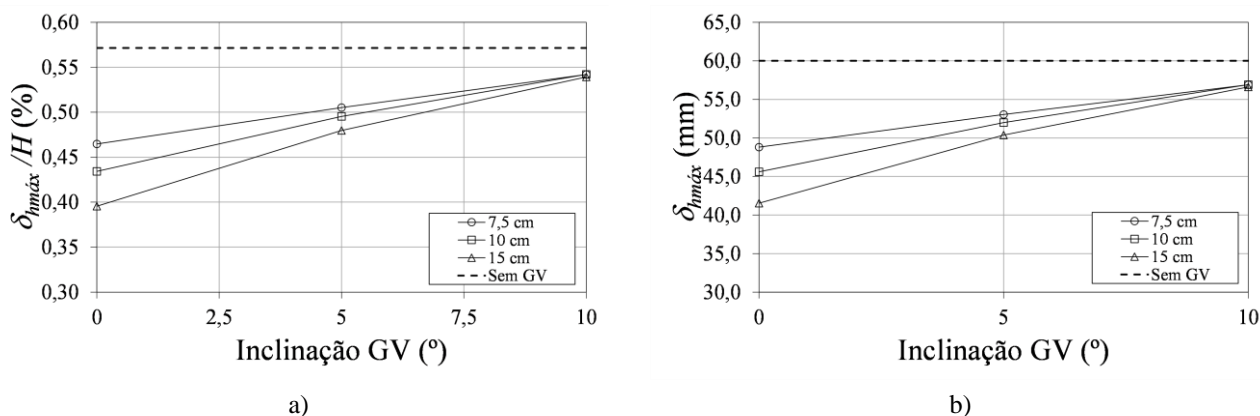 0,60
0,55
0,50
0,45
0,40
0,35
0,30
δhmáx /H (%)
7,5 cm
10 cm
15 cm
Sem GV
0 2,5 5 7,5 10
Inclinação GV (º)
a)
65,0
60,0
55,0
50,0
45,0
40,0
35,0
30,0
δhmáx (mm)
7,5 cm
10 cm
15 cm
Sem GV
0 5 10
Inclinação GV (º)
b)